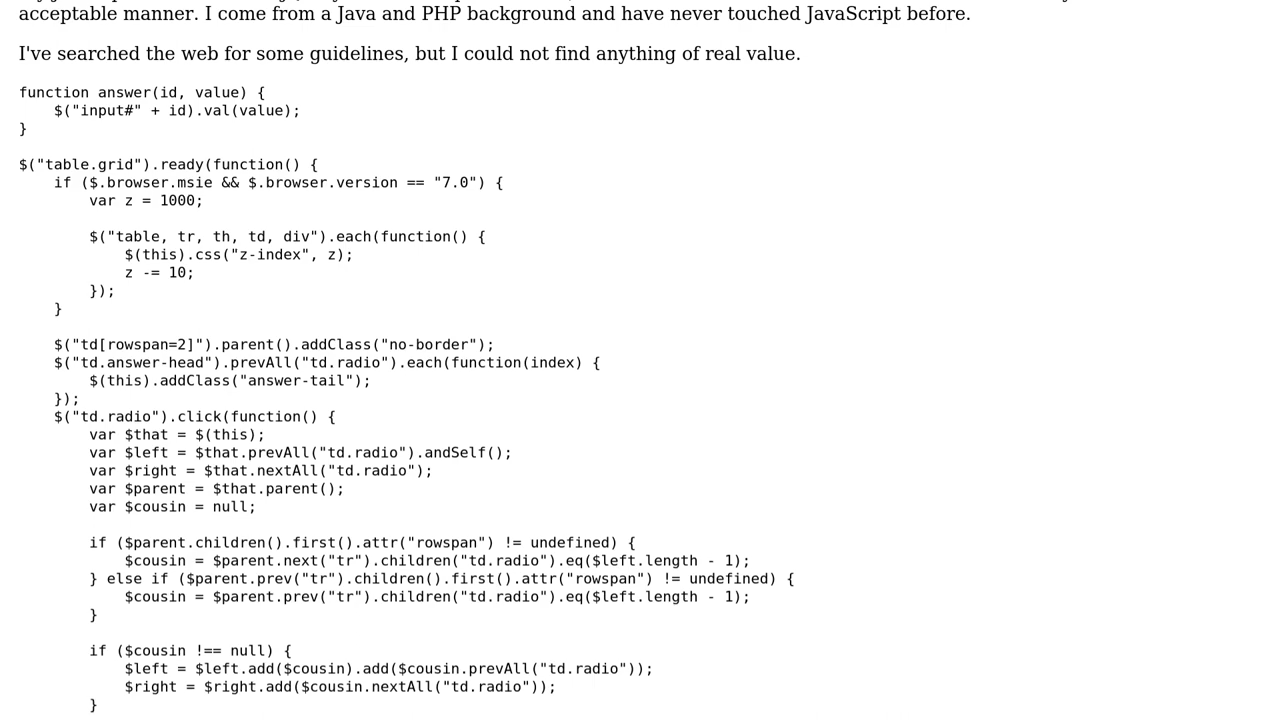 acceptable manner. I come from a Java and PHP background and have never touched JavaScript before.
I've searched the web for some guidelines, but I could not find anything of real value.
function answer(id, value) {
    $("input#" + id).val(value);
}
$("table.grid").ready(function() {
    if ($.browser.msie && $.browser.version == "7.0") {
        var z = 1000;
        $("table, tr, th, td, div").each(function() {
            $(this).css("z-index", z);
            z -= 10;
        });
    }
    $("td[rowspan=2]").parent().addClass("no-border");
    $("td.answer-head").prevAll("td.radio").each(function(index) {
        $(this).addClass("answer-tail");
    });
    $("td.radio").click(function() {
        var $that = $(this);
        var $left = $that.prevAll("td.radio").andSelf();
        var $right = $that.nextAll("td.radio");
        var $parent = $that.parent();
        var $cousin = null;
        if ($parent.children().first().attr("rowspan") != undefined) {
            $cousin = $parent.next("tr").children("td.radio").eq($left.length - 1);
        } else if ($parent.prev("tr").children().first().attr("rowspan") != undefined) {
            $cousin = $parent.prev("tr").children("td.radio").eq($left.length - 1);
        }
        if ($cousin !== null) {
            $left = $left.add($cousin).add($cousin.prevAll("td.radio"));
            $right = $right.add($cousin.nextAll("td.radio"));
        }